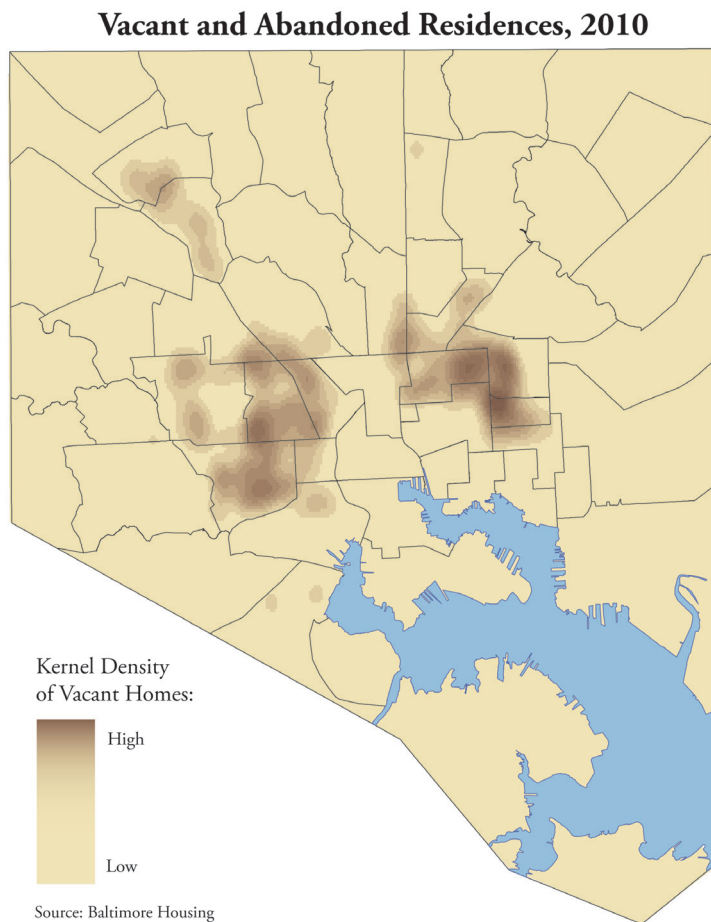 Vacant and Abandoned Residences, 2010
Kernel Density
of Vacant Homes:
High
Low
Source: Baltimore Housing